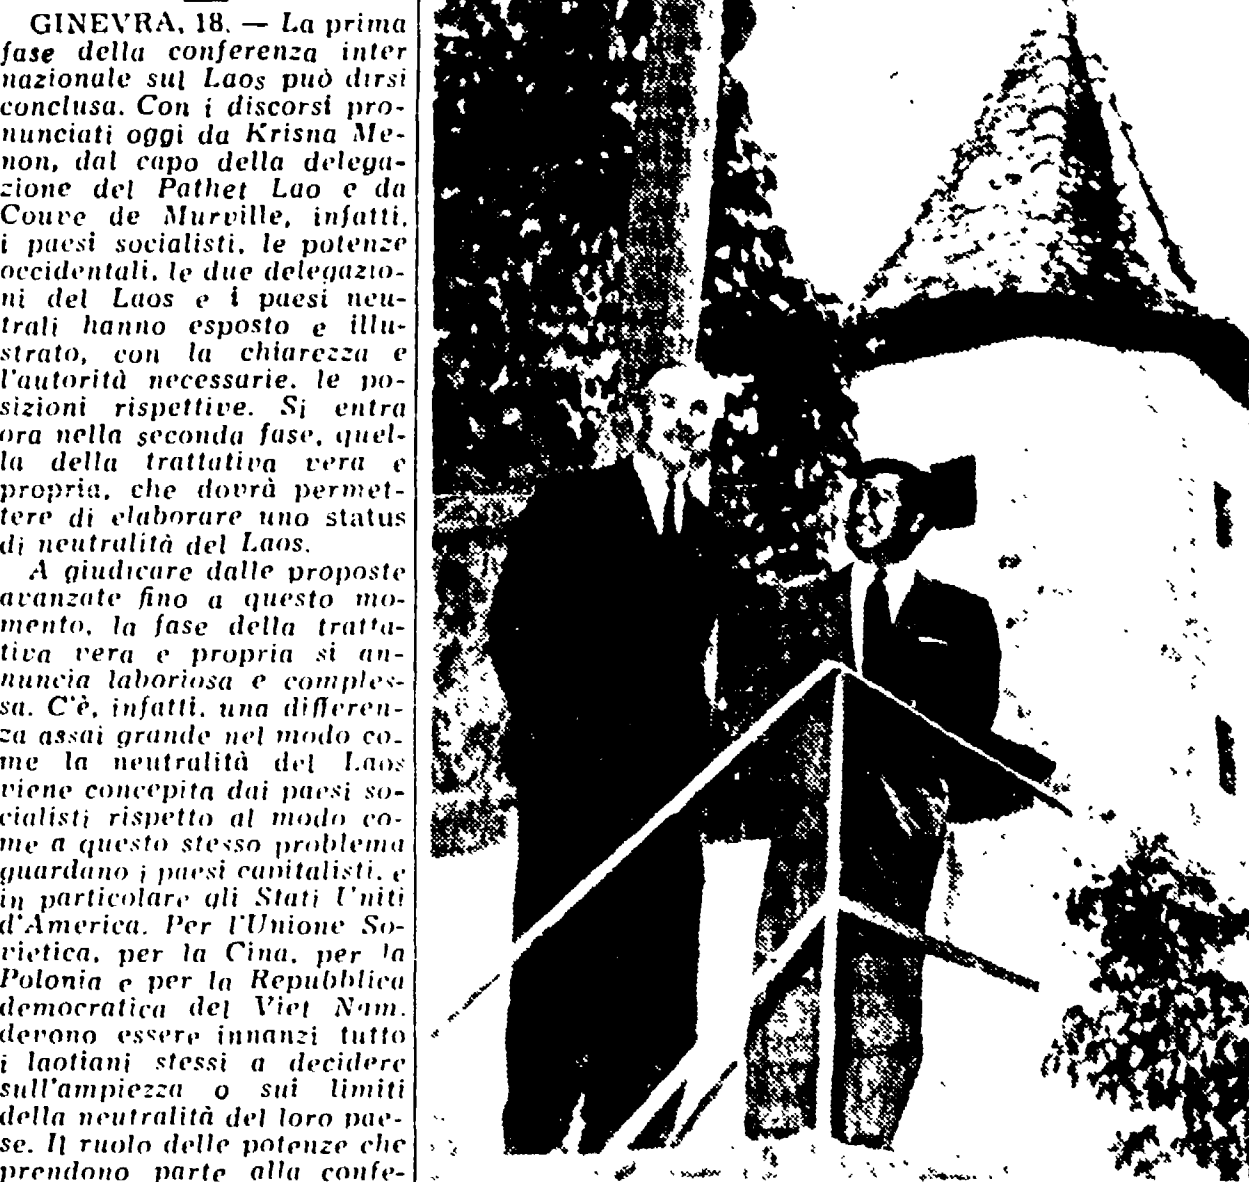 GINEVRA, 18. — La prima
fase della conferenza inter
nazionale sul Laos può dirsi
conclusa. Con i discorsi pro-
nunciati oggi da Krisna Me-
non, dal capo della delega-
zione del Pathet Lao e da
Couve de Murville, infatti,
i paesi socialisti, le potenze
occidentali, le due delegazio-
ni del Laos e i paesi neu-
trali hanno esposto e illu-
strato, con la chiarezza e
l'autorità necessarie, le po-
sizioni rispettive. Si entra
ora nella seconda fase, quel-
la della trattativa vera e
propria, che dovrà permet-
tere di elaborare uno status
di neutralità del Laos.
A giudicare dalle proposte
avanzate fino a questo mo-
mento, la fase della tratta-
tiva vera e propria si an-
nuncia laboriosa e comples-
sa. C'è, infatti, una differen-
za assai grande nel modo co-
me la neutralità del Laos
viene concepita dai paesi so-
cialisti rispetto al modo co-
me a questo stesso problema
guardano i paesi capitalisti, e
in particolare gli Stati Uniti
d'America. Per l'Unione So-
vietica, per la Cina, per la
Polonia e per la Repubblica
democratica del Viet Nam,
devono essere innanzi tutto
i laotiani stessi a decidere
sull'ampiezza o sui limiti
della neutralità del loro pae-
se. Il ruolo delle potenze che
prendono parte alla confe-